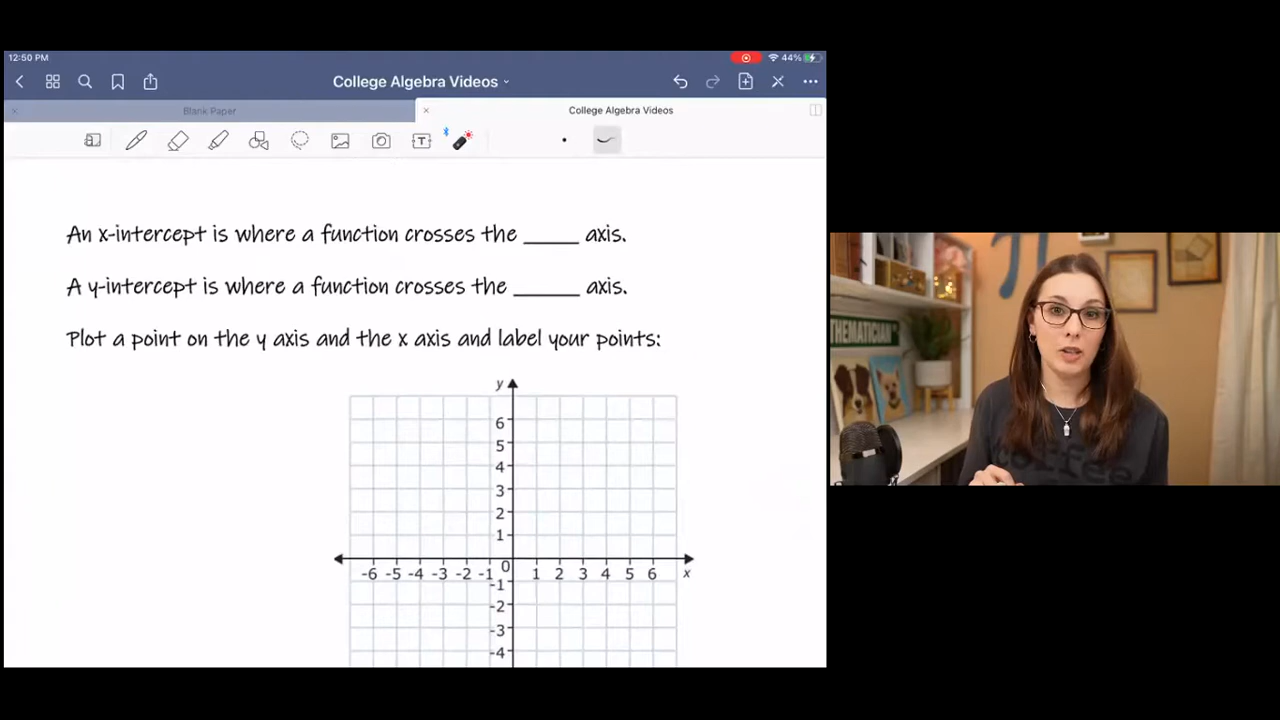 12:50 PM
44%
College Algebra Videos
Blank Paper
College Algebra Videos
T
An x-intercept is where a function crosses the _____ axis.
A y-intercept is where a function crosses the ______ axis.
Plot a point on the y axis and the x axis and label your points:
y
6
5
4
3
2
1
-6 -5 -4 -3 -2 -1 0 1 2 3 4 5 6 x
-1
-2
-3
-4
THEMATICIAN
coffee